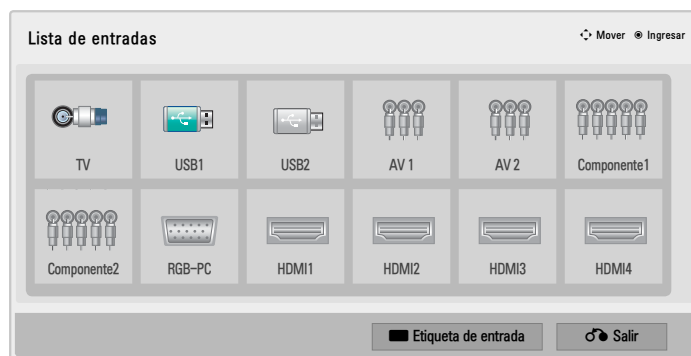 Lista de entradas
Mover Ingresar
TV USB1 USB2 AV 1 AV 2 Componente1
Componente2 RGB-PC HDMI1 HDMI2 HDMI3 HDMI4
Etiqueta de entrada Salir